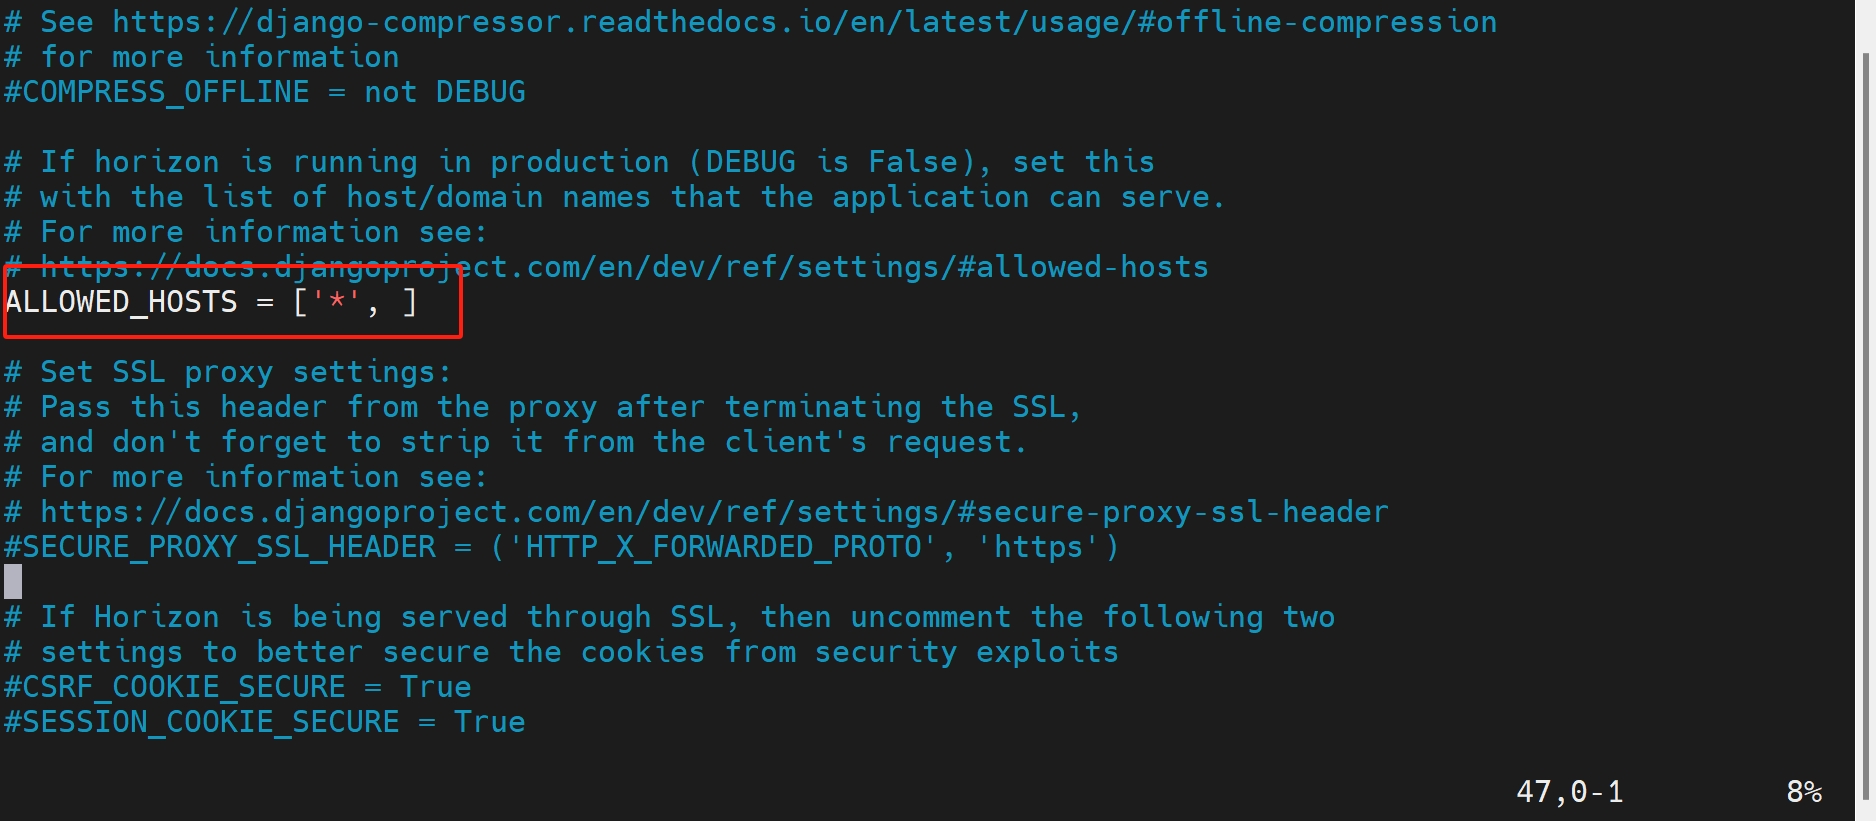 # See https://django-compressor.readthedocs.io/en/latest/usage/#offline-compression
# for more information
#COMPRESS_OFFLINE = not DEBUG
# If horizon is running in production (DEBUG is False), set this
# with the list of host/domain names that the application can serve.
# For more information see:
# https://docs.djangoproject.com/en/dev/ref/settings/#allowed-hosts
ALLOWED_HOSTS = ['*', ]
# Set SSL proxy settings:
# Pass this header from the proxy after terminating the SSL,
# and don't forget to strip it from the client's request.
# For more information see:
# https://docs.djangoproject.com/en/dev/ref/settings/#secure-proxy-ssl-header
#SECURE_PROXY_SSL_HEADER = ('HTTP_X_FORWARDED_PROTO', 'https')
# If Horizon is being served through SSL, then uncomment the following two
# settings to better secure the cookies from security exploits
#CSRF_COOKIE_SECURE = True
#SESSION_COOKIE_SECURE = True
47,0-1 8%